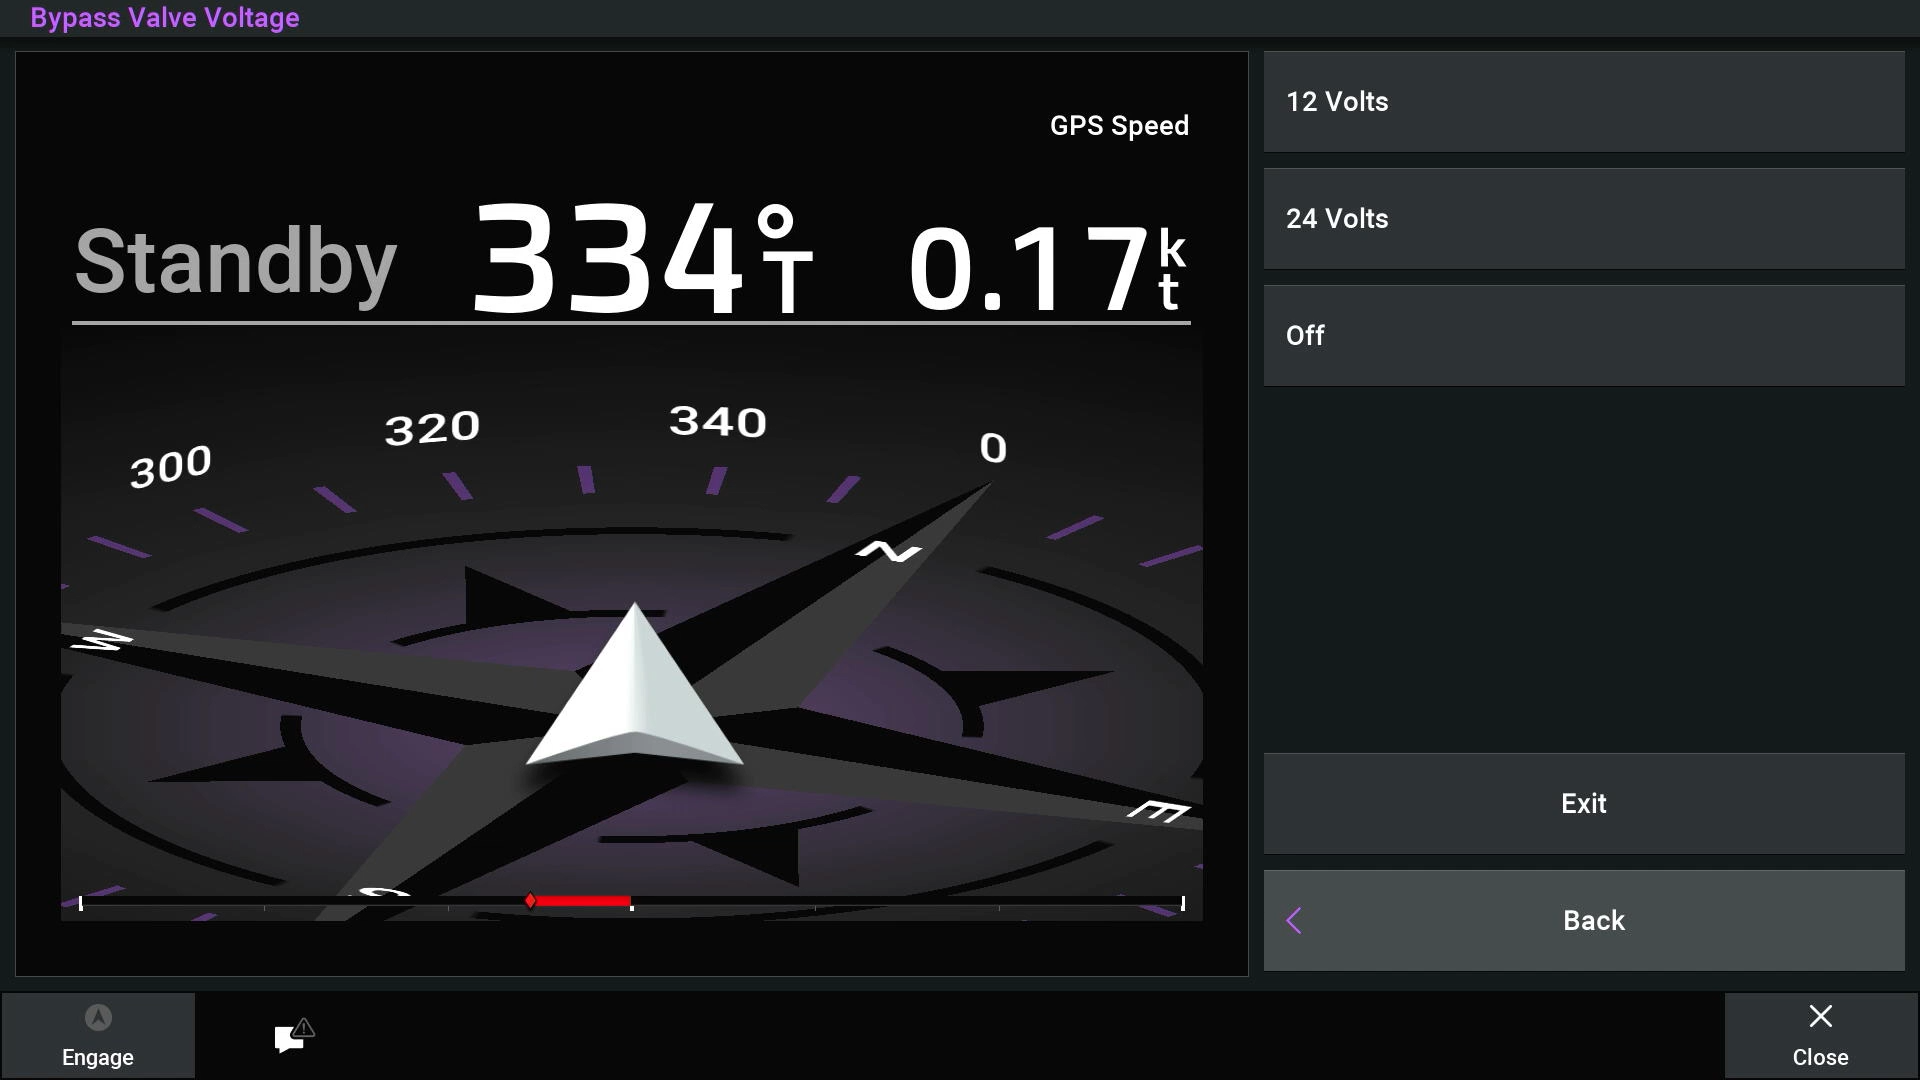 Bypass Valve Voltage
GPS Speed
Standby 334°T 0.17kt
300 320 340 0
N
W
E
S
12 Volts
24 Volts
Off
Exit
Back
Engage
Close